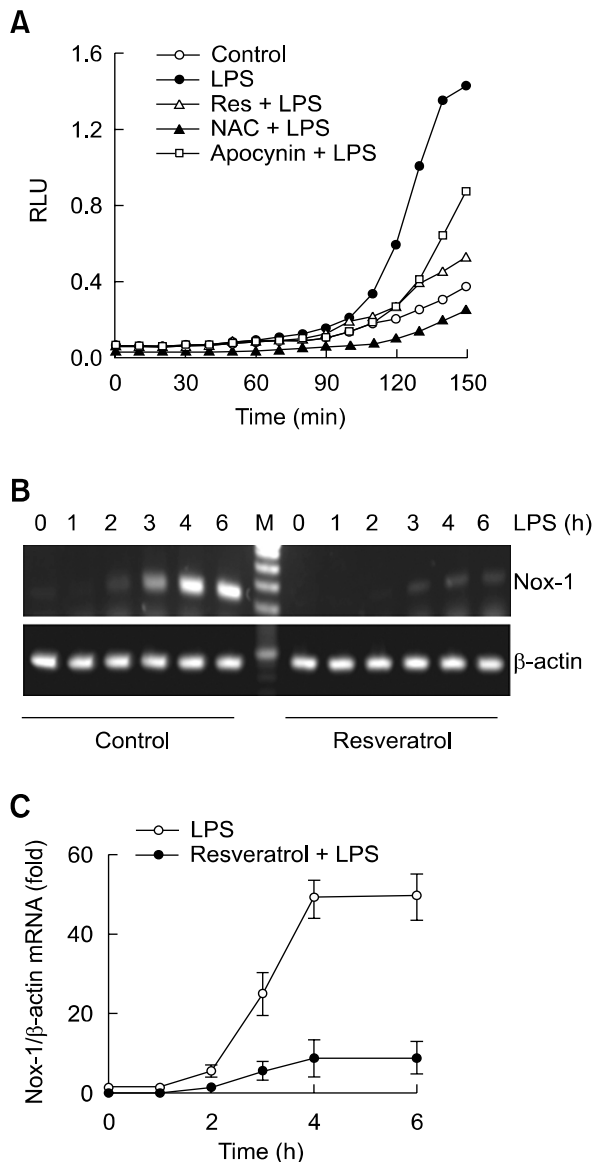 A
1.6
1.2
0.8
0.4
0.0
RLU
Control
LPS
Res + LPS
NAC + LPS
Apocynin + LPS
0 30 60 90 120 150
Time (min)
B
0 1 2 3 4 6 M 0 1 2 3 4 6 LPS (h)
Nox-1
β-actin
Control Resveratrol
C
LPS
Resveratrol + LPS
60
40
20
0
Nox-1/β-actin mRNA (fold)
0 2 4 6
Time (h)